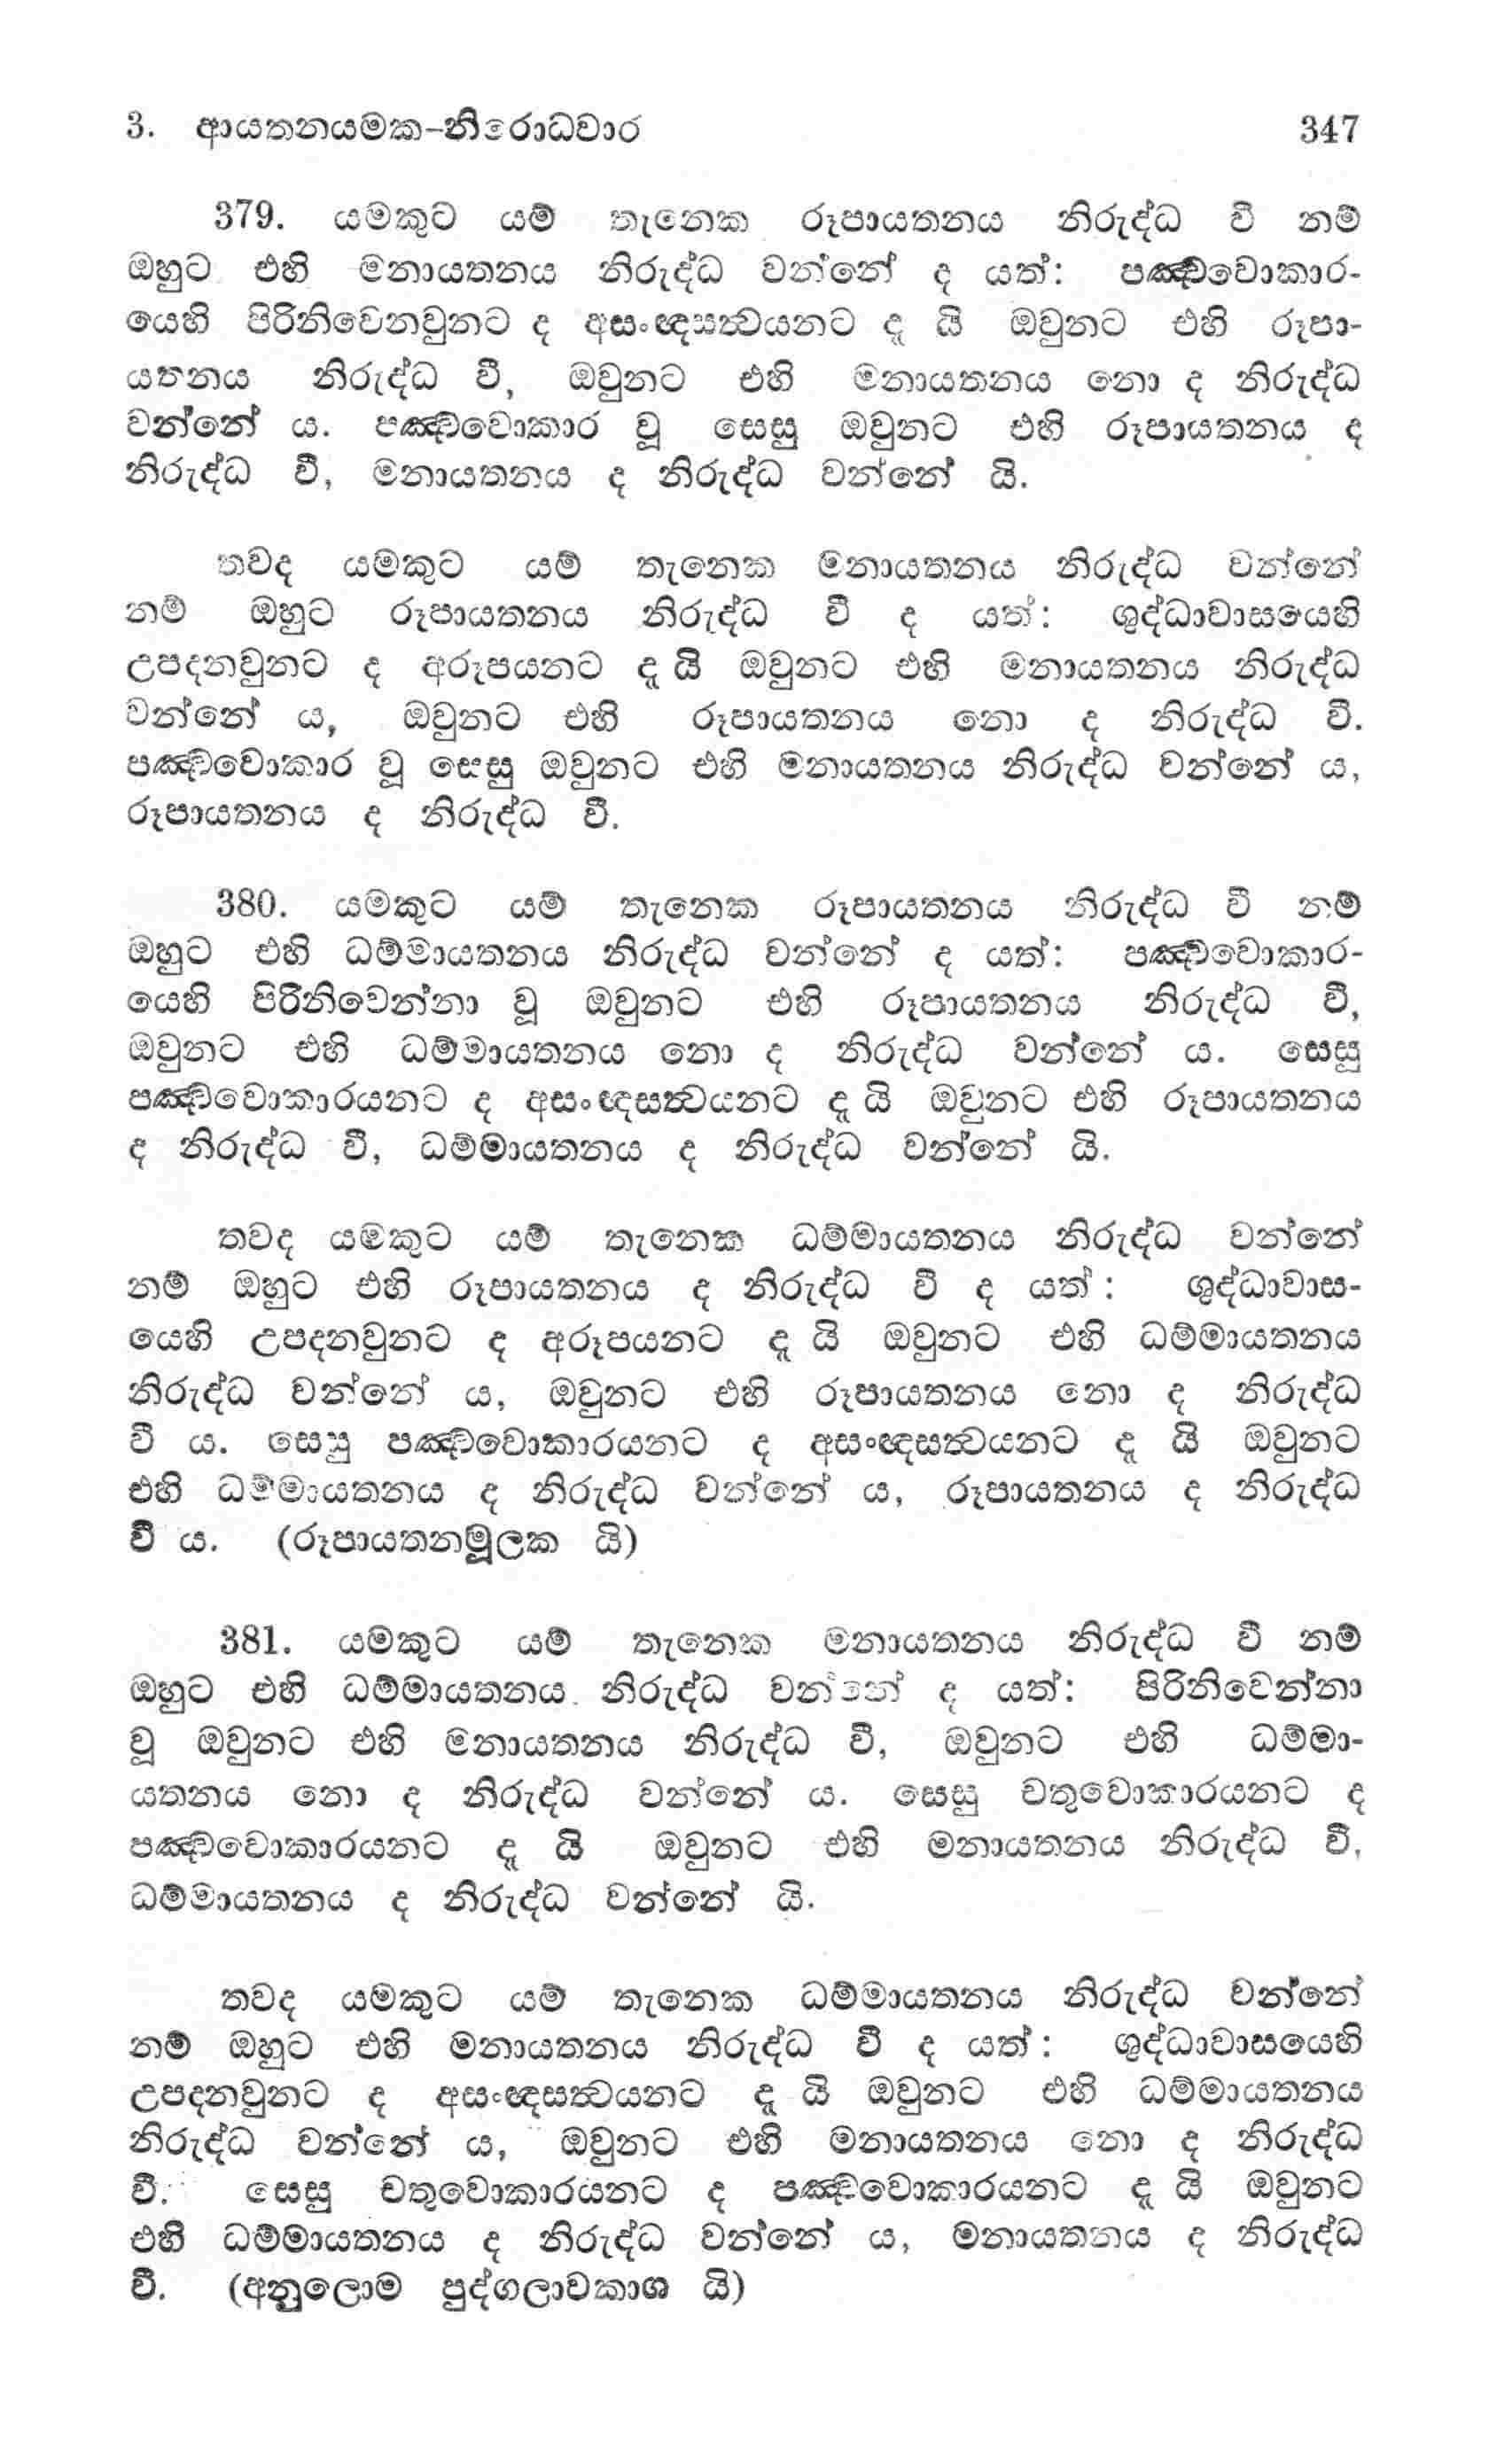 3. ආයතනයමක-නිරොධවාර 347
379. යමකුට යම් තැනෙක රූපායතනය නිරුද්ධ වී නම්
ඔහුට එහි මනායතනය නිරුද්ධ වන්නේ ද යත්: පඤ්චවොකාර-
යෙහි පිරිනිවෙනවුනට ද අසංඥසත්ත්වයනට ද යි ඔවුනට එහි රූපා-
යතනය නිරුද්ධ වී, ඔවුනට එහි මනායතනය නො ද නිරුද්ධ
වන්නේ ය. පඤ්චවොකාර වූ සෙසු ඔවුනට එහි රූපායතනය ද
නිරුද්ධ වී, මනායතනය ද නිරුද්ධ වන්නේ යි.
තවද යමකුට යම් තැනෙක මනායතනය නිරුද්ධ වන්නේ
නම් ඔහුට රූපායතනය නිරුද්ධ වී ද යත්: ශුද්ධාවාසයෙහි
උපදනවුනට ද අරූපයනට ද යි ඔවුනට එහි මනායතනය නිරුද්ධ
වන්නේ ය, ඔවුනට එහි රූපායතනය නො ද නිරුද්ධ වී.
පඤ්චවොකාර වූ සෙසු ඔවුනට එහි මනායතනය නිරුද්ධ වන්නේ ය,
රූපායතනය ද නිරුද්ධ වී.
380. යමකුට යම් තැනෙක රූපායතනය නිරුද්ධ වී නම්
ඔහුට එහි ධම්මායතනය නිරුද්ධ වන්නේ ද යත්: පඤ්චවොකාර-
යෙහි පිරිනිවෙන්නා වූ ඔවුනට එහි රූපායතනය නිරුද්ධ වී,
ඔවුනට එහි ධම්මායතනය නො ද නිරුද්ධ වන්නේ ය. සෙසු
පඤ්චවොකාරයනට ද අසංඥසත්ත්වයනට ද යි ඔවුනට එහි රූපායතනය
ද නිරුද්ධ වී, ධම්මායතනය ද නිරුද්ධ වන්නේ යි.
තවද යමකුට යම් තැනෙක ධම්මායතනය නිරුද්ධ වන්නේ
නම් ඔහුට එහි රූපායතනය ද නිරුද්ධ වී ද යත්: ශුද්ධාවාස-
යෙහි උපදනවුනට ද අරූපයනට ද යි ඔවුනට එහි ධම්මායතනය
නිරුද්ධ වන්නේ ය, ඔවුනට එහි රූපායතනය නො ද නිරුද්ධ
වී ය. සෙසු පඤ්චවොකාරයනට ද අසංඥසත්ත්වයනට ද යි ඔවුනට
එහි ධම්මායතනය ද නිරුද්ධ වන්නේ ය, රූපායතනය ද නිරුද්ධ
වී ය. (රූපායතනමූලක යි)
381. යමකුට යම් තැනෙක මනායතනය නිරුද්ධ වී නම්
ඔහුට එහි ධම්මායතනය නිරුද්ධ වන්නේ ද යත්: පිරිනිවෙන්නා
වූ ඔවුනට එහි මනායතනය නිරුද්ධ වී, ඔවුනට එහි ධම්මා-
යතනය නො ද නිරුද්ධ වන්නේ ය. සෙසු චතුවොකාරයනට ද
පඤ්චවොකාරයනට ද යි ඔවුනට එහි මනායතනය නිරුද්ධ වී,
ධම්මායතනය ද නිරුද්ධ වන්නේ යි.
තවද යමකුට යම් තැනෙක ධම්මායතනය නිරුද්ධ වන්නේ
නම් ඔහුට එහි මනායතනය නිරුද්ධ වී ද යත්: ශුද්ධාවාසයෙහි
උපදනවුනට ද අසංඥසත්ත්වයනට ද යි ඔවුනට එහි ධම්මායතනය
නිරුද්ධ වන්නේ ය, ඔවුනට එහි මනායතනය නො ද නිරුද්ධ
වී. සෙසු චතුවොකාරයනට ද පඤ්චවොකාරයනට ද යි ඔවුනට
එහි ධම්මායතනය ද නිරුද්ධ වන්නේ ය, මනායතනය ද නිරුද්ධ
වී. (අනුලොම පුද්ගලාවකාශ යි)